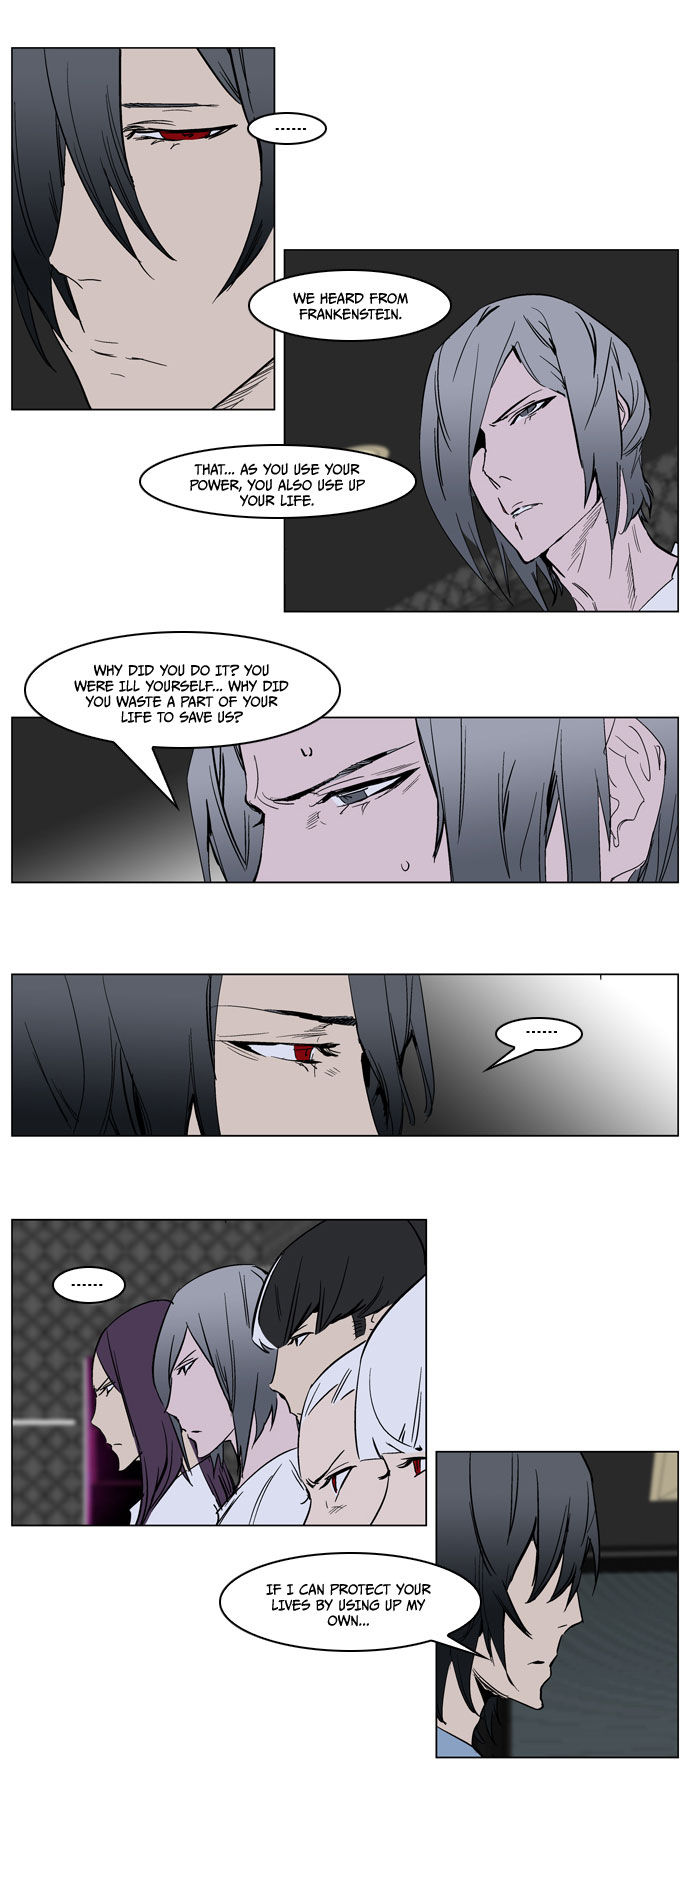 ------
WE HEARD FROM
FRANKENSTEIN.
THAT... AS YOU USE YOUR
POWER, YOU ALSO USE UP
YOUR LIFE.
WHY DID YOU DO IT? YOU
WERE ILL YOURSELF... WHY DID
YOU WASTE A PART OF YOUR
LIFE TO SAVE US?
------
------
IF I CAN PROTECT YOUR
LIVES BY USING UP MY
OWN...